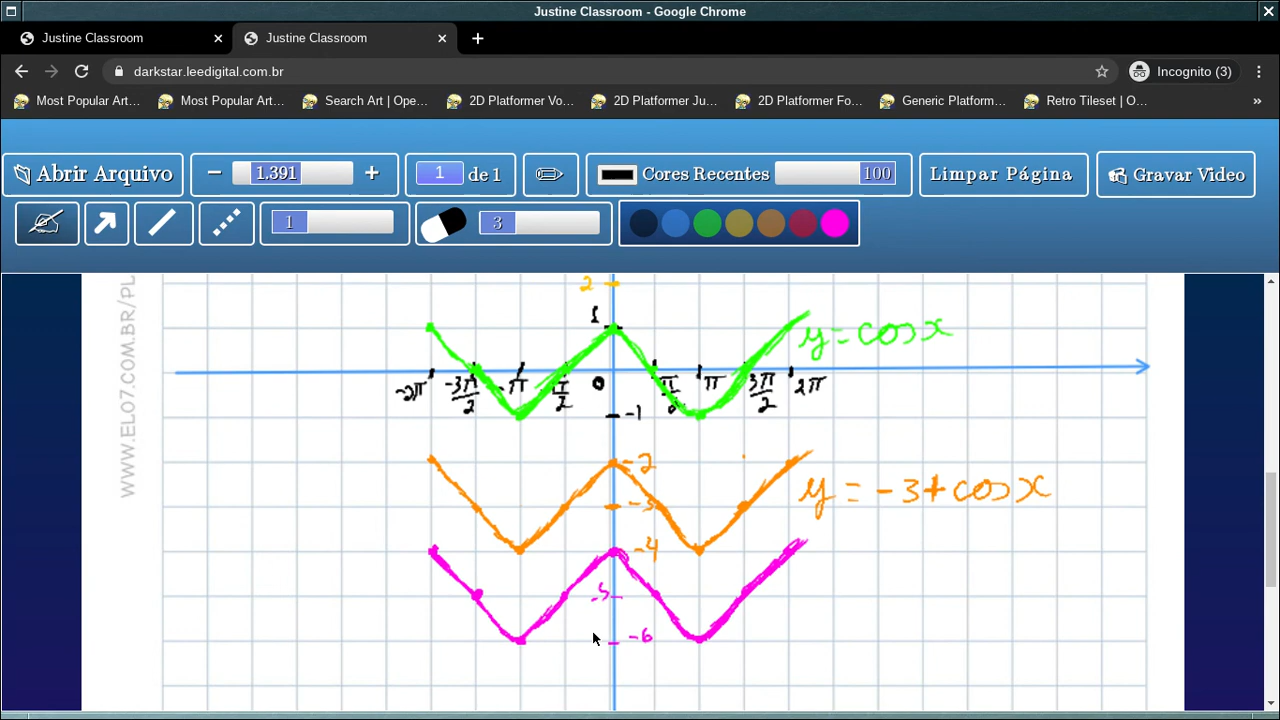 Justine Classroom - Google Chrome
Justine Classroom
Justine Classroom
darkstar.leedigital.com.br
Incognito (3)
Most Popular Art...
Most Popular Art...
Search Art | Ope...
2D Platformer Vo...
2D Platformer Ju...
2D Platformer Fo...
Generic Platform...
Retro Tileset | O...
»
Abrir Arquivo
− 1.391 +
1 de 1
Cores Recentes
100
Limpar Página
Gravar Video
1
3
WWW.ELO7.COM.BR/PL
2
1
y = cos x
-2π -3π/2 -π π/2 0 π/2 π 3π/2 2π
-1
-2
y = -3 + cos x
-3
-4
-5
-6